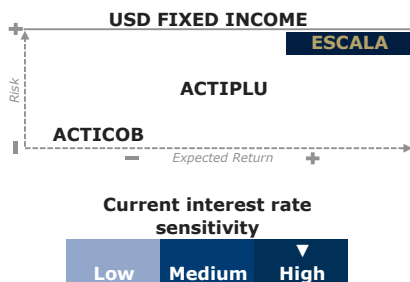 USD FIXED INCOME
ESCALA
Risk
ACTIPLU
ACTICOB
Expected Return
Current interest rate
sensitivity
Low Medium High